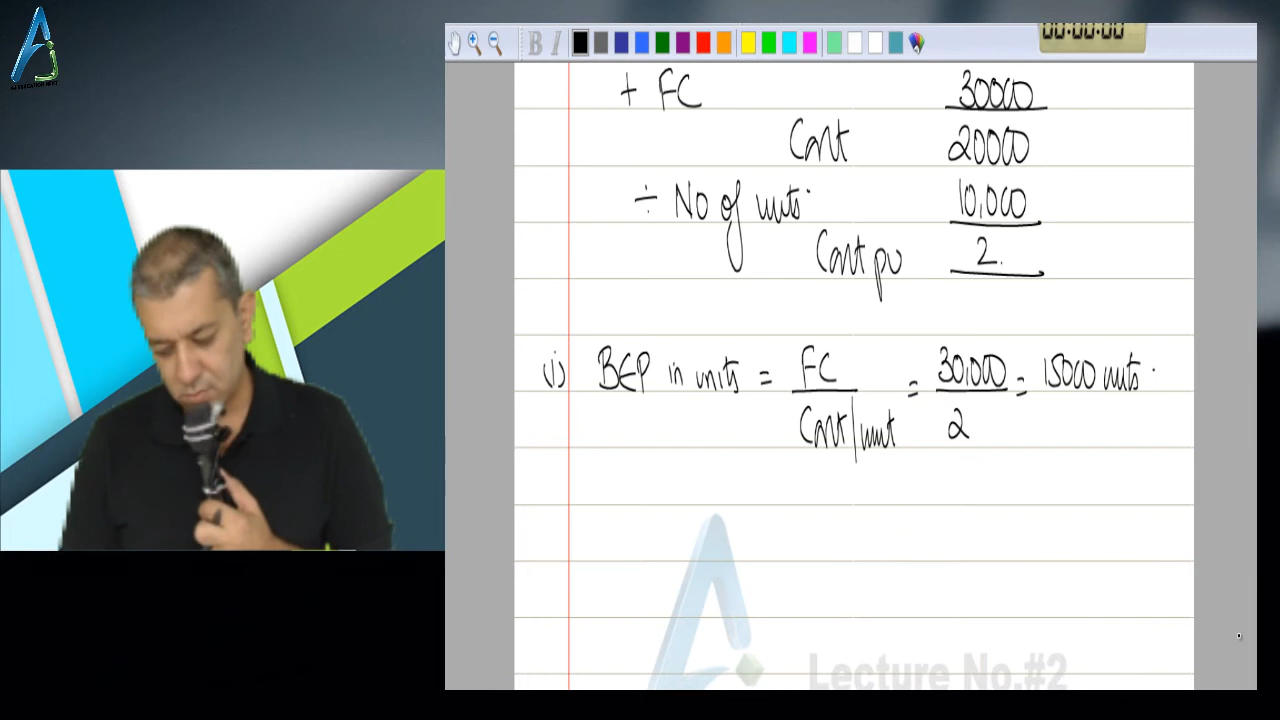 00:00:00
B I
+ FC 30000
Cont 20000
÷ No of units 10,000
Cont pu 2.
(i) BEP in units = FC / Cont/unit = 30,000 / 2 = 15000 units.
Lecture No.#2